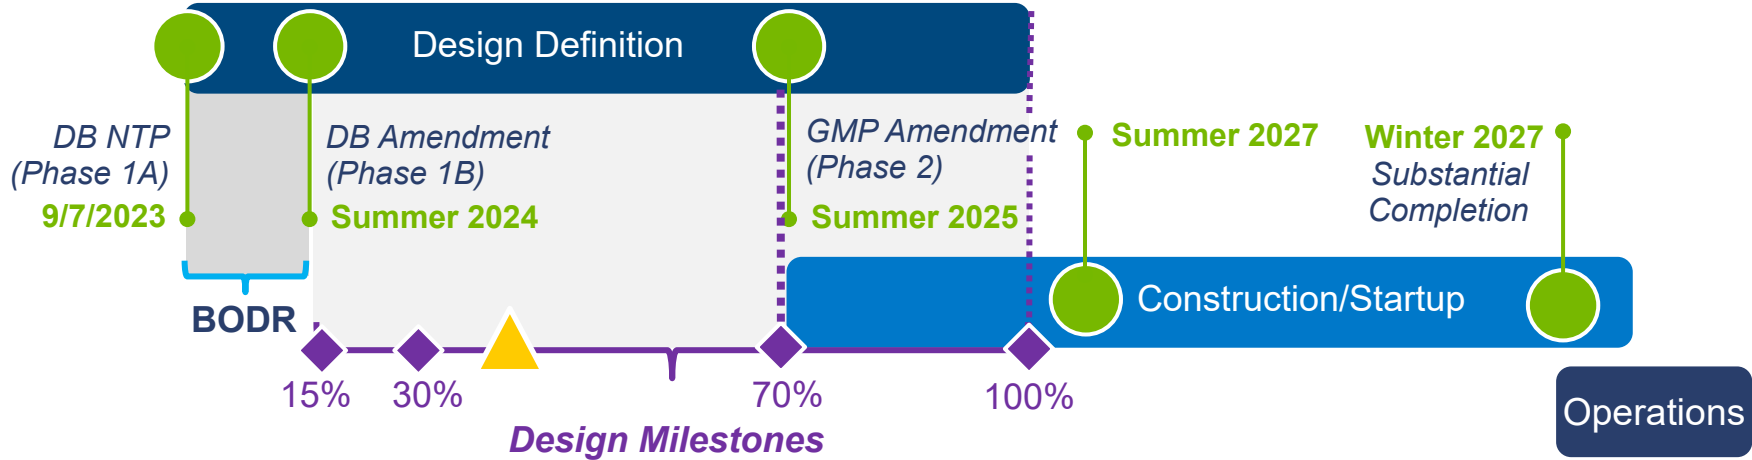 Design Definition
DB NTP
(Phase 1A)
9/7/2023
DB Amendment
(Phase 1B)
Summer 2024
GMP Amendment
(Phase 2)
Summer 2025
Summer 2027
Winter 2027
Substantial
Completion
BODR
Construction/Startup
15%
30%
70%
100%
Design Milestones
Operations